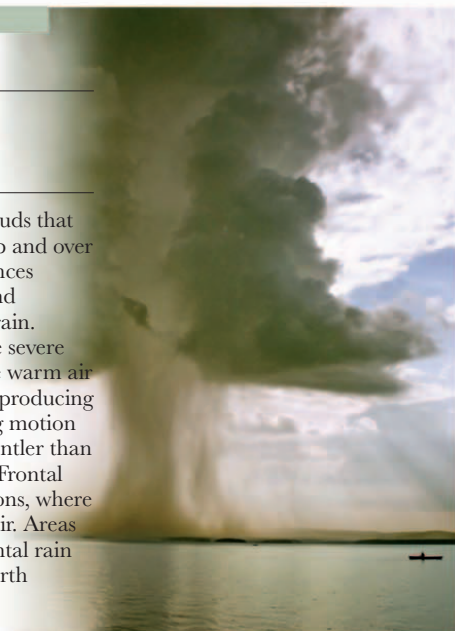 uds that
p and over
nces
nd
rain.
e severe
e warm air
producing
g motion
ntler than
Frontal
ons, where
ir. Areas
ntal rain
rth